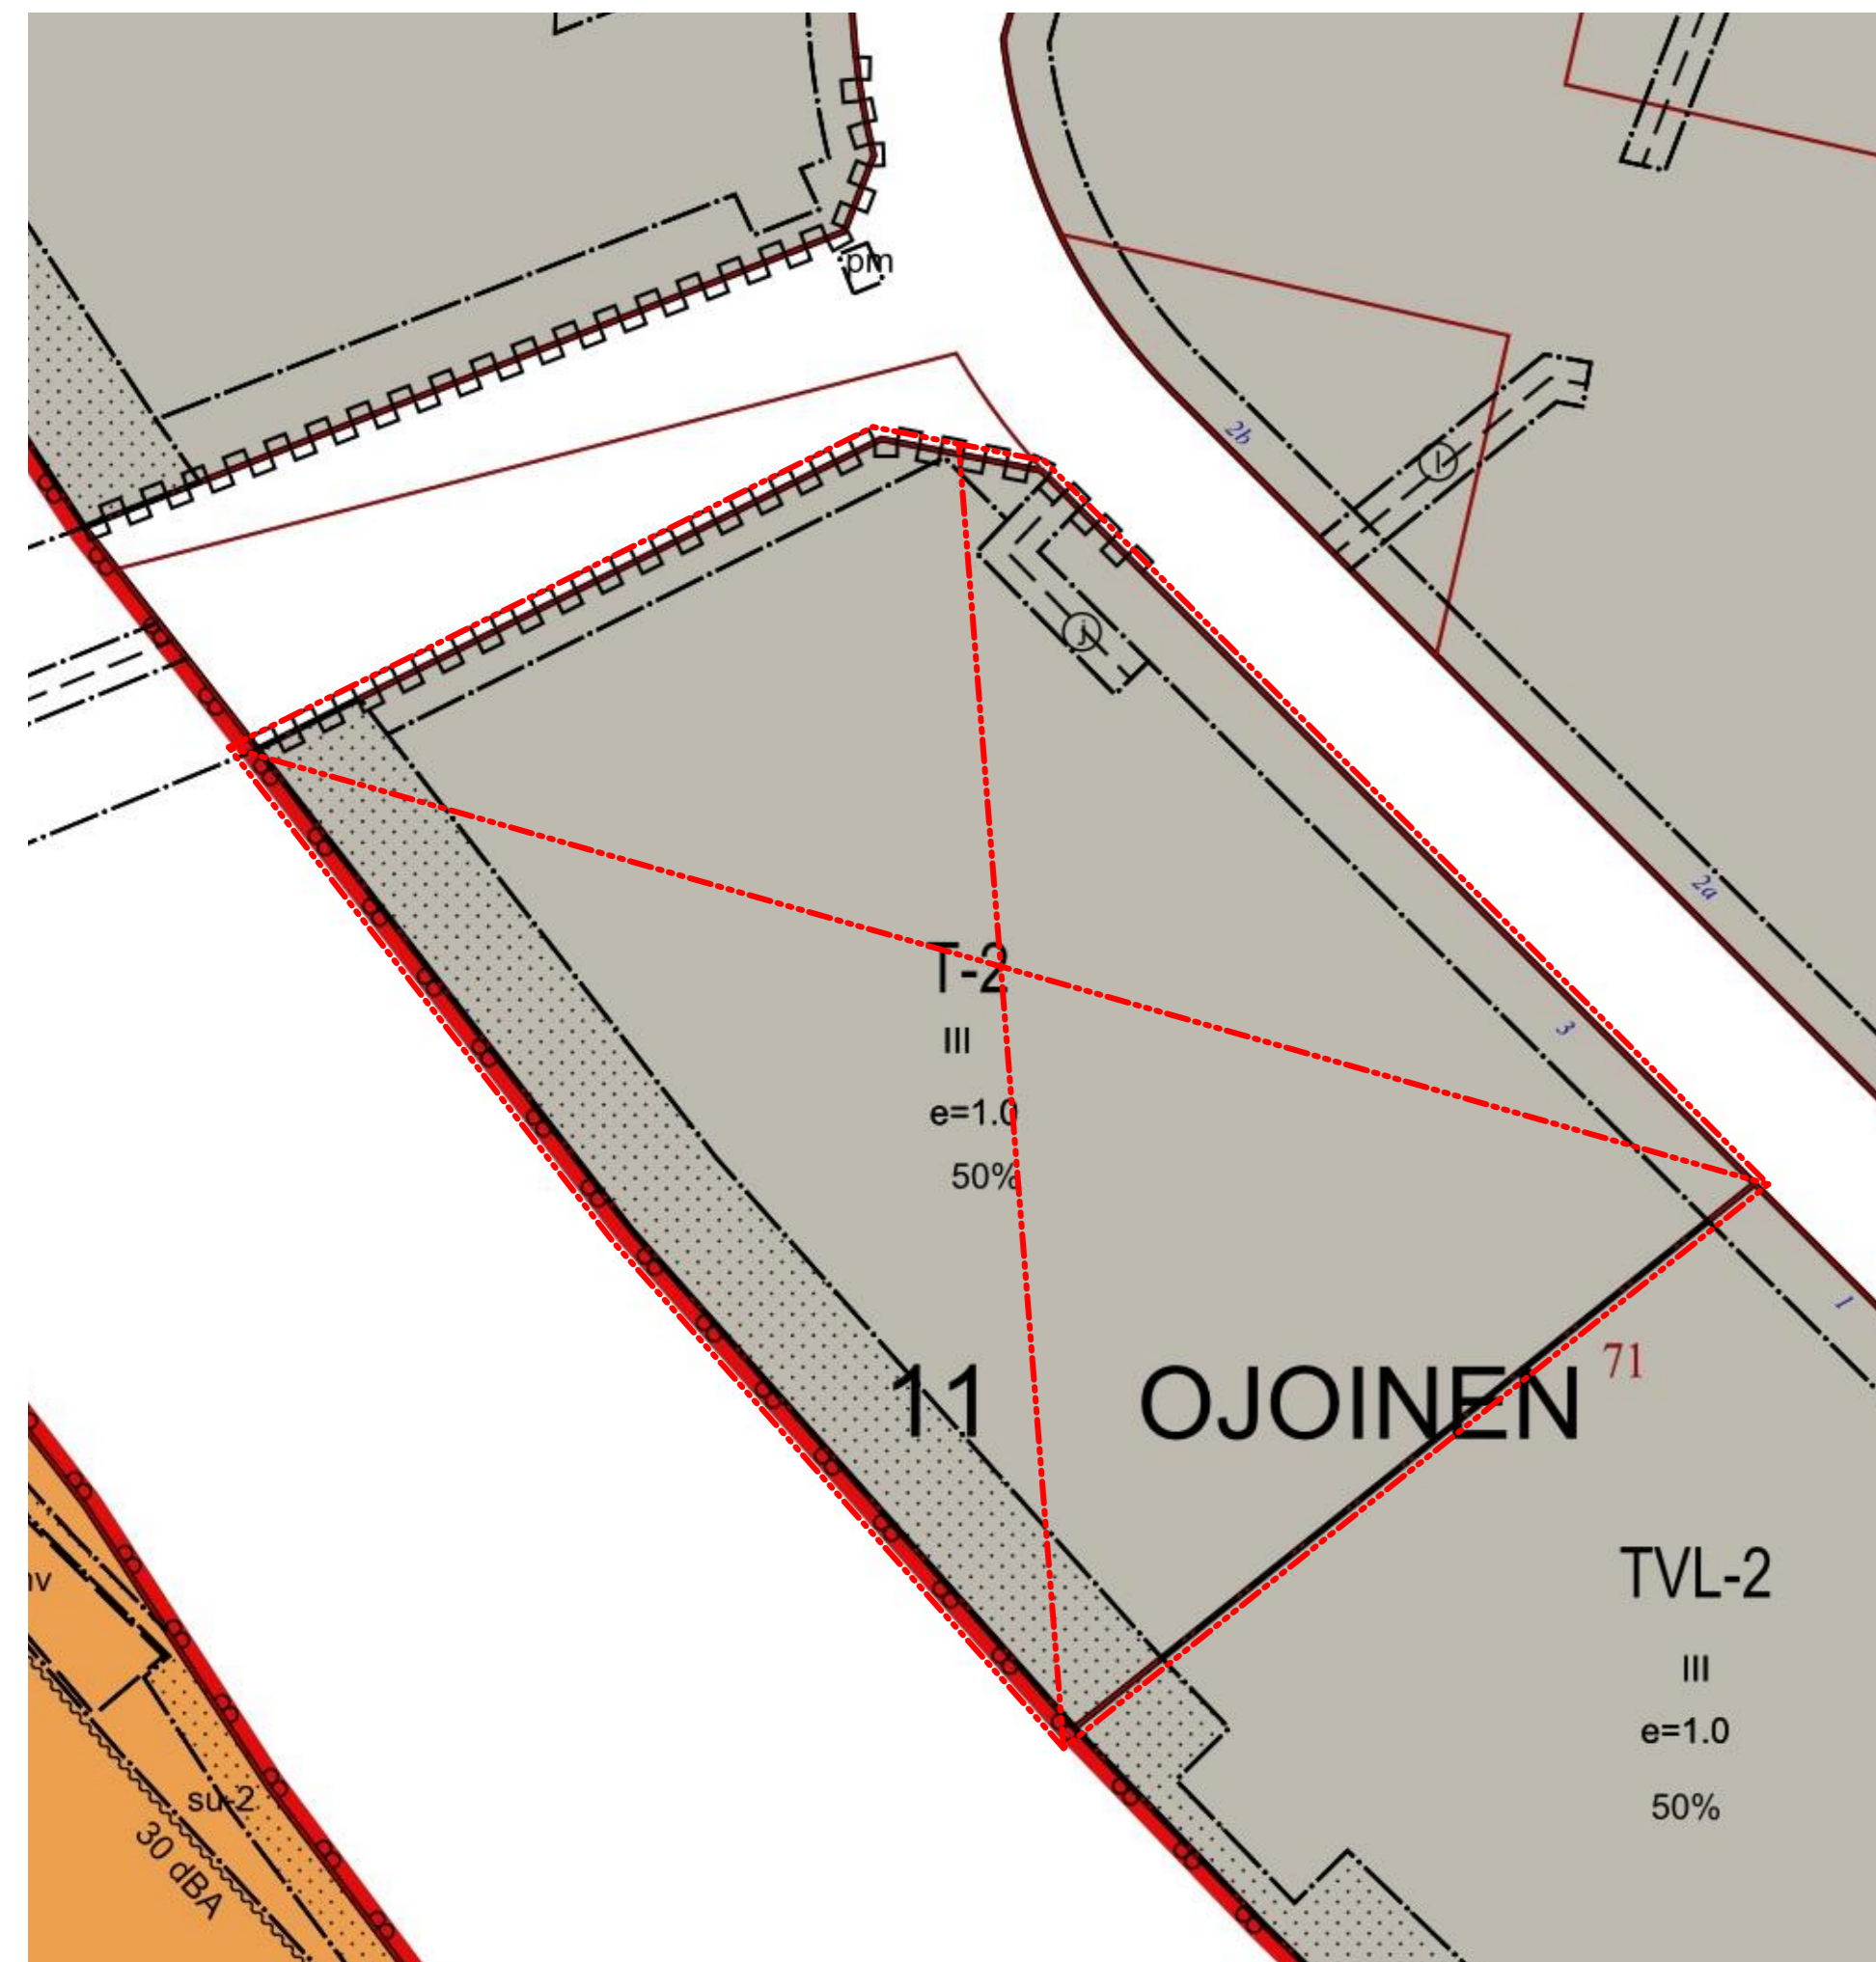 pm
2b
l
j
2a
T-2
3
III
e=1.0
50%
1
71
11 OJOINEN
TVL-2
III
e=1.0
50%
su-2
30 dBA